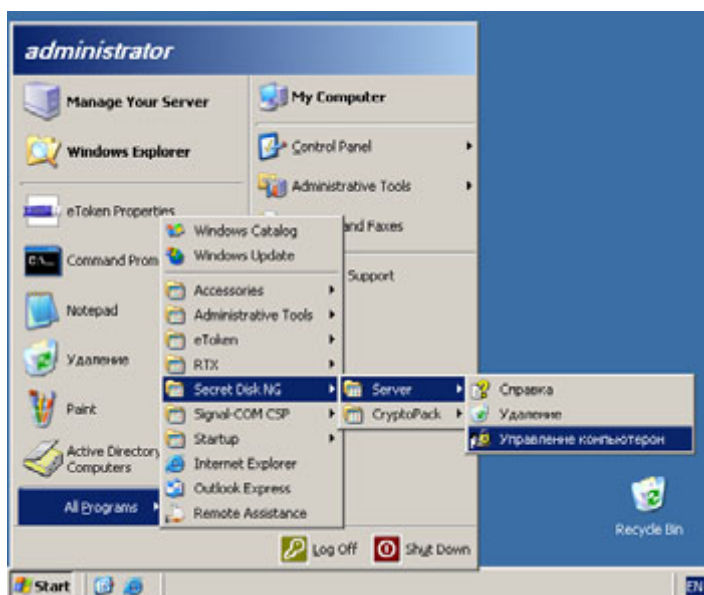 administrator
Manage Your Server
Windows Explorer
eToken Properties
Command Prom
Notepad
Удаление
Paint
Active Directory
Computers
All Programs
My Computer
Control Panel
Administrative Tools
and Faxes
Support
Windows Catalog
Windows Update
Accessories
Administrative Tools
eToken
RTX
Secret Disk NG
Signal-COM CSP
Startup
Internet Explorer
Outlook Express
Remote Assistance
Server
CryptoPack
Справка
Удаление
Управление компьютером
Log Off
Shut Down
Recycle Bin
Start
EN